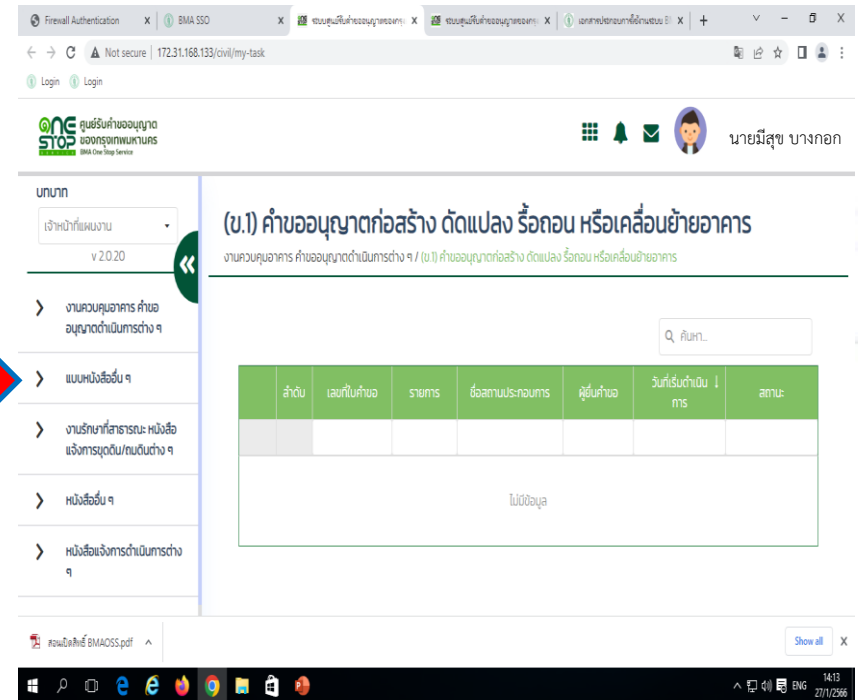 Firewall Authentication
BMA SSO
ระบบศูนย์รับคำขออนุญาตของกรุง
ระบบศูนย์รับคำขออนุญาตของกรุง
เอกสารประกอบการใช้งานระบบ B
Not secure | 172.31.168.133/civil/my-task
Login Login
ONE STOP SERVICE
ศูนย์รับคำขออนุญาต
ของกรุงเทพมหานคร
BMA One Stop Service
นายมีสุข บางกอก
บทบาท
เจ้าหน้าที่แผนงาน
v 2.0.20
งานควบคุมอาคาร คำขอ
อนุญาตดำเนินการต่าง ๆ
แบบหนังสืออื่น ๆ
งานรักษาที่สาธารณะ หนังสือ
แจ้งการขุดดิน/ถมดินต่าง ๆ
หนังสืออื่น ๆ
หนังสือแจ้งการดำเนินการต่าง
ๆ
(ข.1) คำขออนุญาตก่อสร้าง ดัดแปลง รื้อถอน หรือเคลื่อนย้ายอาคาร
งานควบคุมอาคาร คำขออนุญาตดำเนินการต่าง ๆ / (ข.1) คำขออนุญาตก่อสร้าง ดัดแปลง รื้อถอน หรือเคลื่อนย้ายอาคาร
ค้นหา...
ลำดับ เลขที่ใบคำขอ รายการ ชื่อสถานประกอบการ ผู้ยื่นคำขอ วันที่เริ่มดำเนินการ สถานะ
ไม่มีข้อมูล
สอนเปิดสิทธิ์ BMAOSS.pdf
Show all
ENG
14:13
27/1/2566